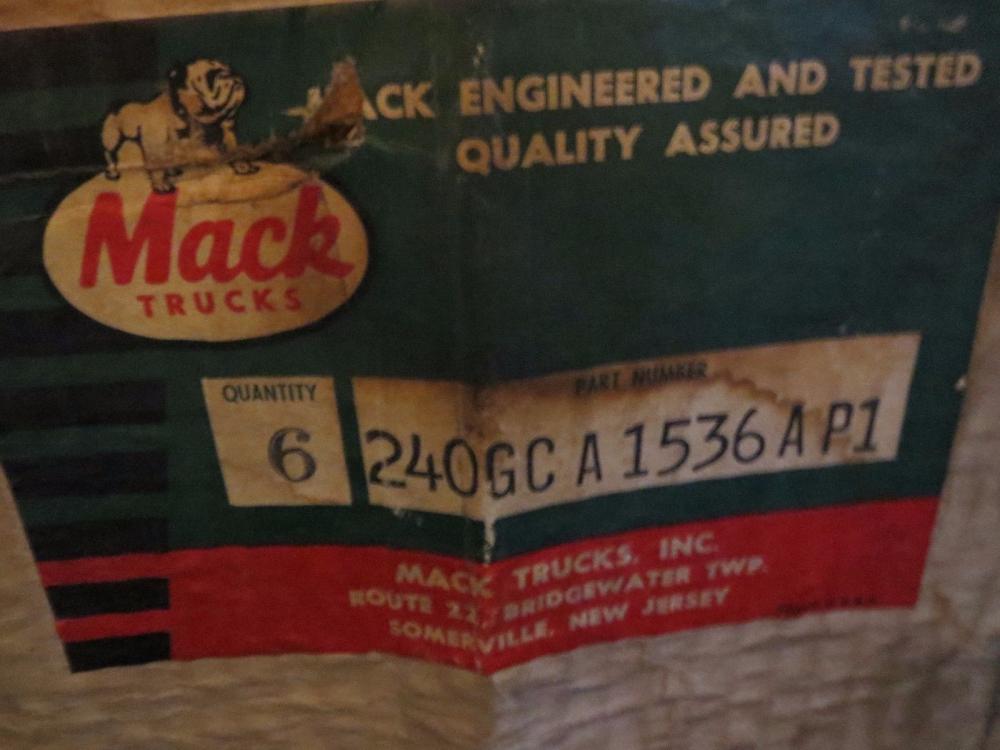 MACK ENGINEERED AND TESTED
QUALITY ASSURED
Mack
TRUCKS
QUANTITY
6
PART NUMBER
240GC A 1536 A P1
MACK TRUCKS, INC.
ROUTE 22, BRIDGEWATER TWP.
SOMERVILLE, NEW JERSEY